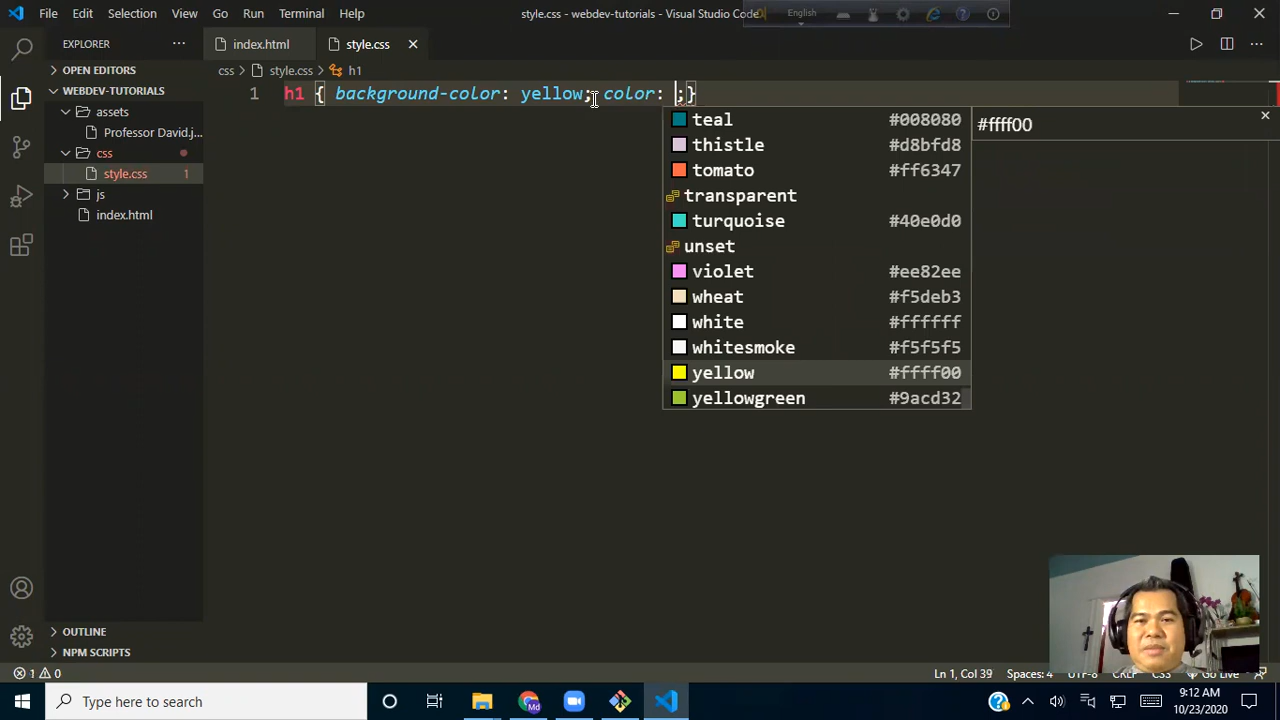 File Edit Selection View Go Run Terminal Help
style.css - webdev-tutorials - Visual Studio Code
English
EXPLORER
index.html
style.css
OPEN EDITORS
css > style.css > h1
WEBDEV-TUTORIALS
1 h1 { background-color: yellow; color: ;}
assets
Professor David.j...
css
style.css 1
js
index.html
teal #008080
#ffff00
thistle #d8bfd8
tomato #ff6347
transparent
turquoise #40e0d0
unset
violet #ee82ee
wheat #f5deb3
white #ffffff
whitesmoke #f5f5f5
yellow #ffff00
yellowgreen #9acd32
OUTLINE
NPM SCRIPTS
1 0
Ln 1, Col 39 Spaces: 4 UTF-8 CRLF CSS Go Live
Type here to search
9:12 AM
10/23/2020